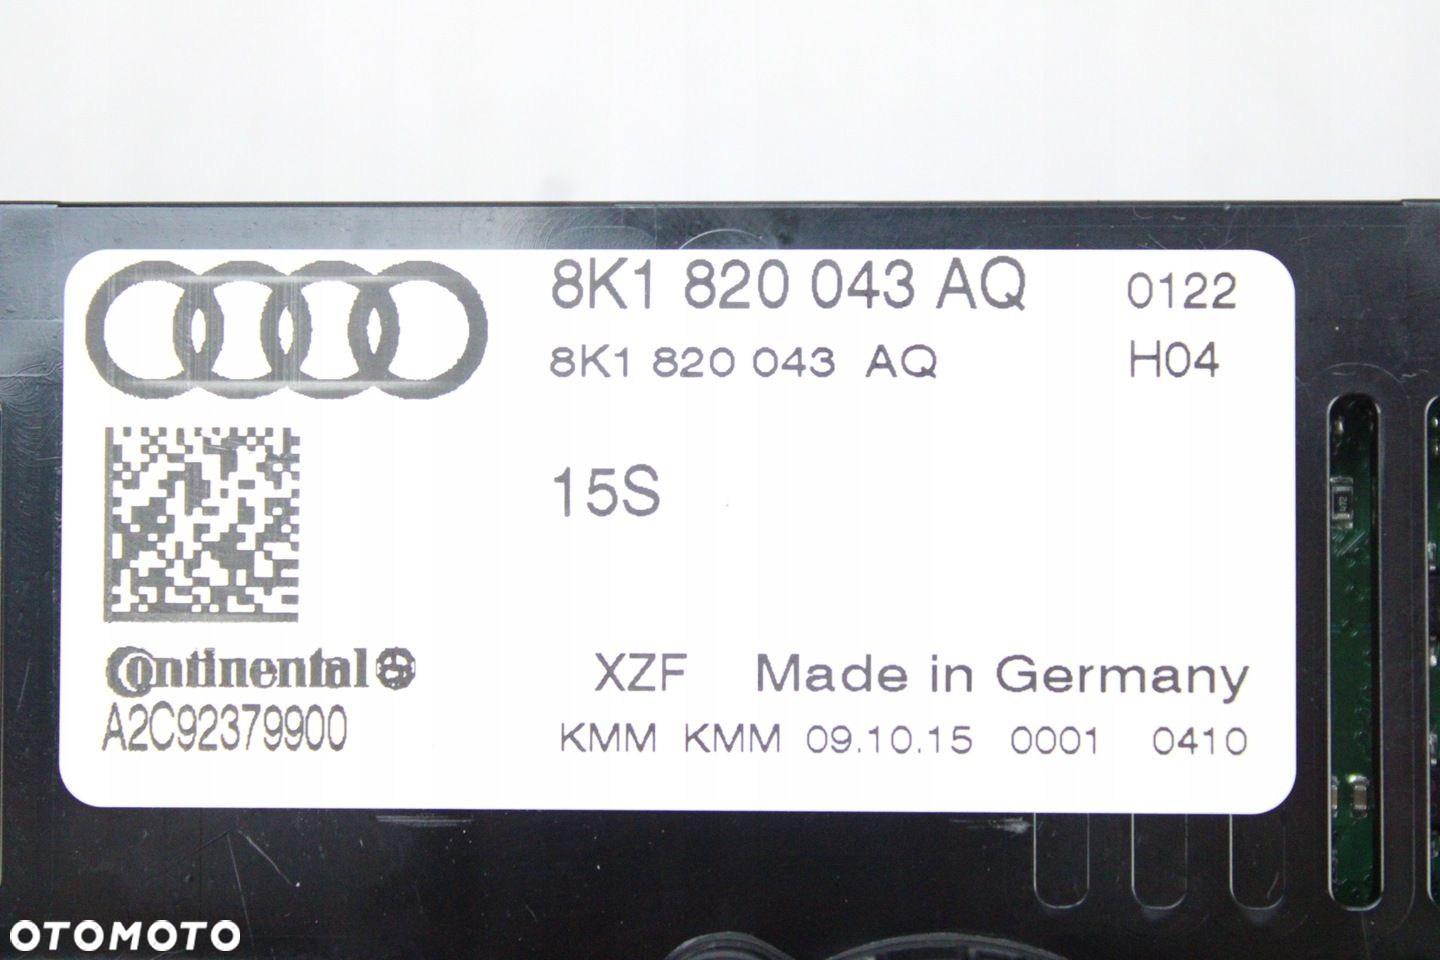 8K1 820 043 AQ 0122
8K1 820 043 AQ H04
15S
Continental
A2C92379900
XZF Made in Germany
KMM KMM 09.10.15 0001 0410
OTOMOTO